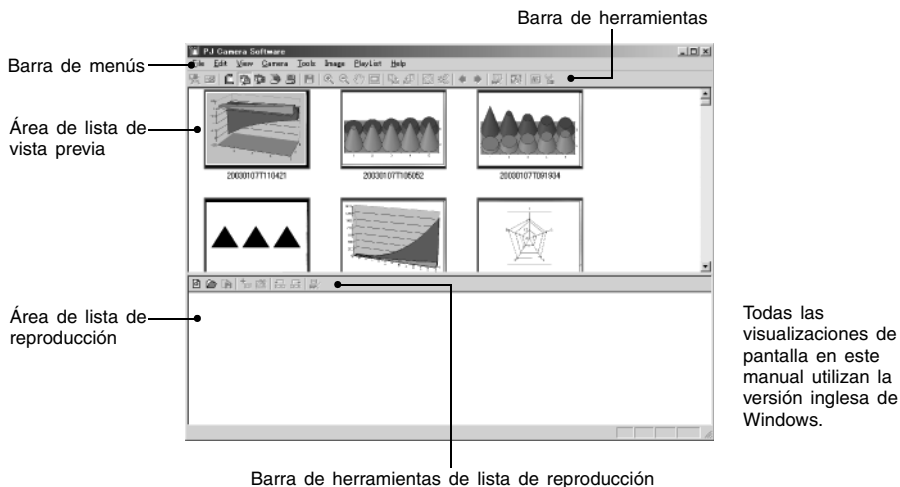 Barra de herramientas
PJ Camera Software
Barra de menús
File Edit View Camera Tools Image PlayList Help
Área de lista de
vista previa
20030107T110421
20030107T105052
20030107T091934
Área de lista de
reproducción
Todas las
visualizaciones de
pantalla en este
manual utilizan la
versión inglesa de
Windows.
Barra de herramientas de lista de reproducción